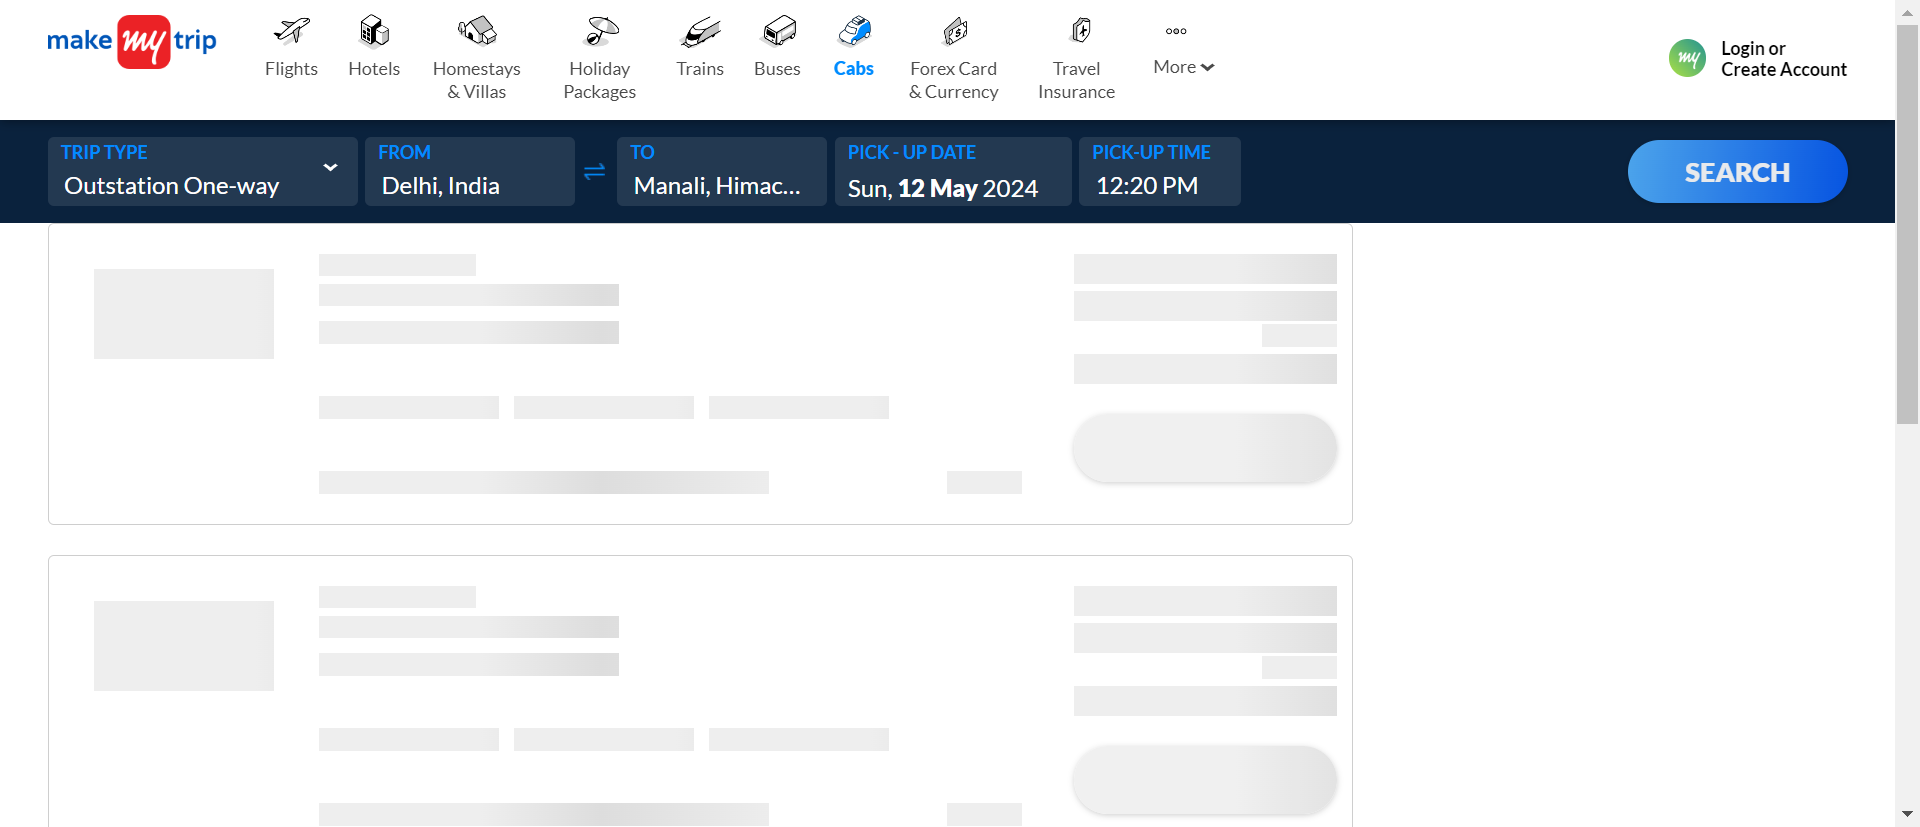 make my trip
Flights
Hotels
Homestays
& Villas
Holiday
Packages
Trains
Buses
Cabs
Forex Card
& Currency
Travel
Insurance
More
my
Login or
Create Account
TRIP TYPE
Outstation One-way
FROM
Delhi, India
TO
Manali, Himac...
PICK - UP DATE
Sun, 12 May 2024
PICK-UP TIME
12:20 PM
SEARCH